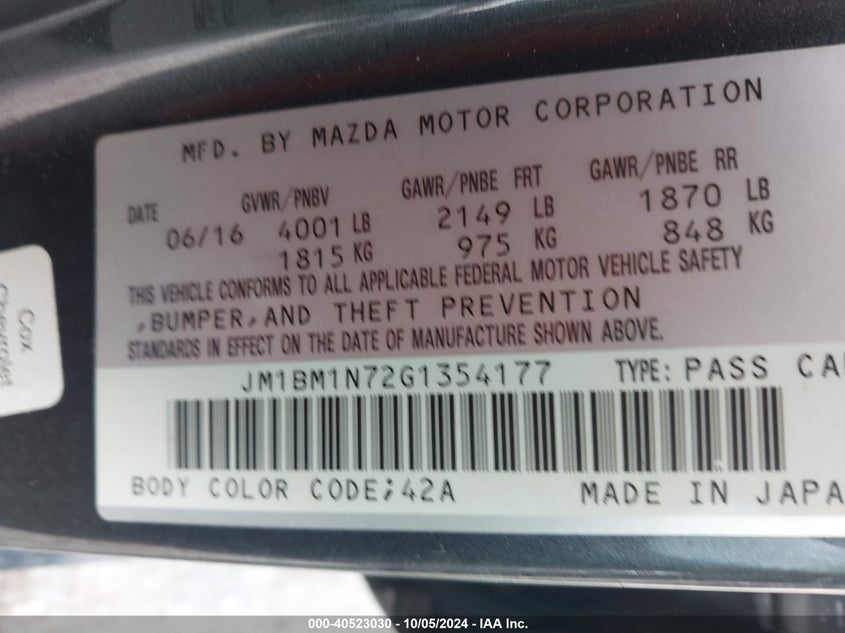 MFD. BY MAZDA MOTOR CORPORATION
DATE GVWR/PNBV GAWR/PNBE FRT GAWR/PNBE RR
06/16 4001 LB 2149 LB 1870 LB
1815 KG 975 KG 848 KG
THIS VEHICLE CONFORMS TO ALL APPLICABLE FEDERAL MOTOR VEHICLE SAFETY
,BUMPER,AND THEFT PREVENTION
STANDARDS IN EFFECT ON THE DATE OF MANUFACTURE SHOWN ABOVE.
JM1BM1N72G1354177 TYPE: PASS CA
BODY COLOR CODE;42A MADE IN JAPA
Cox
Chevrolet
000-40523030 - 10/05/2024 - IAA Inc.